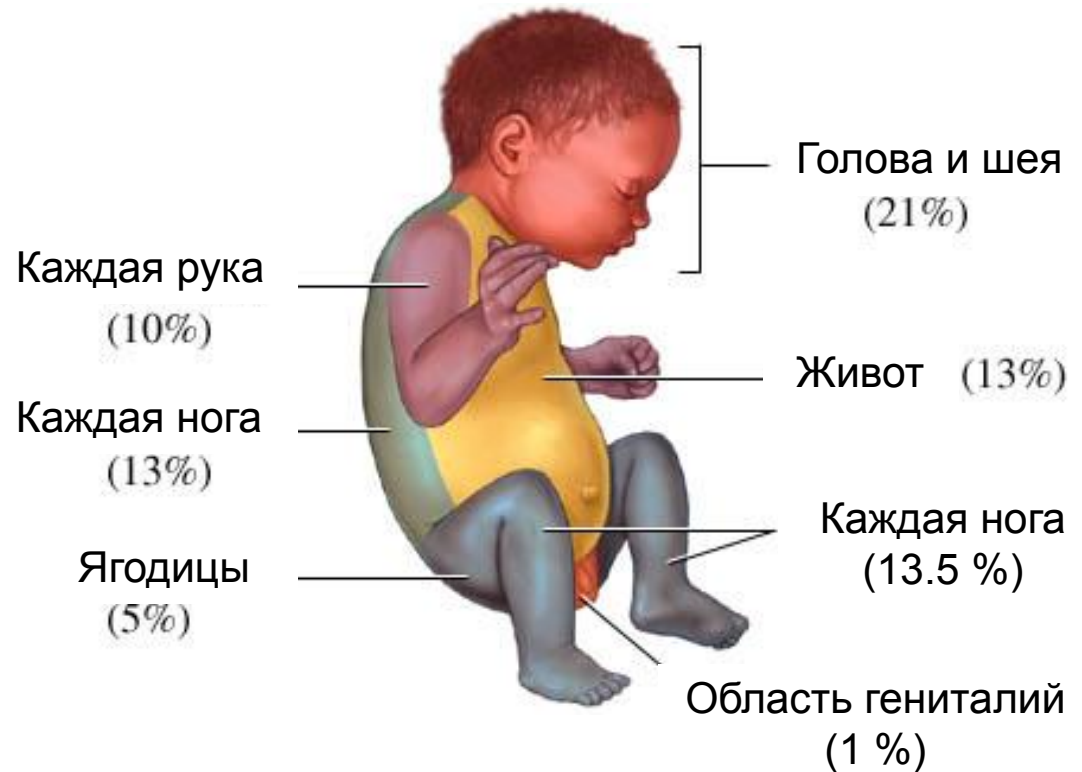 Голова и шея
(21%)
Каждая рука
(10%)
Живот (13%)
Каждая нога
(13%)
Каждая нога
(13.5 %)
Ягодицы
(5%)
Область гениталий
(1 %)